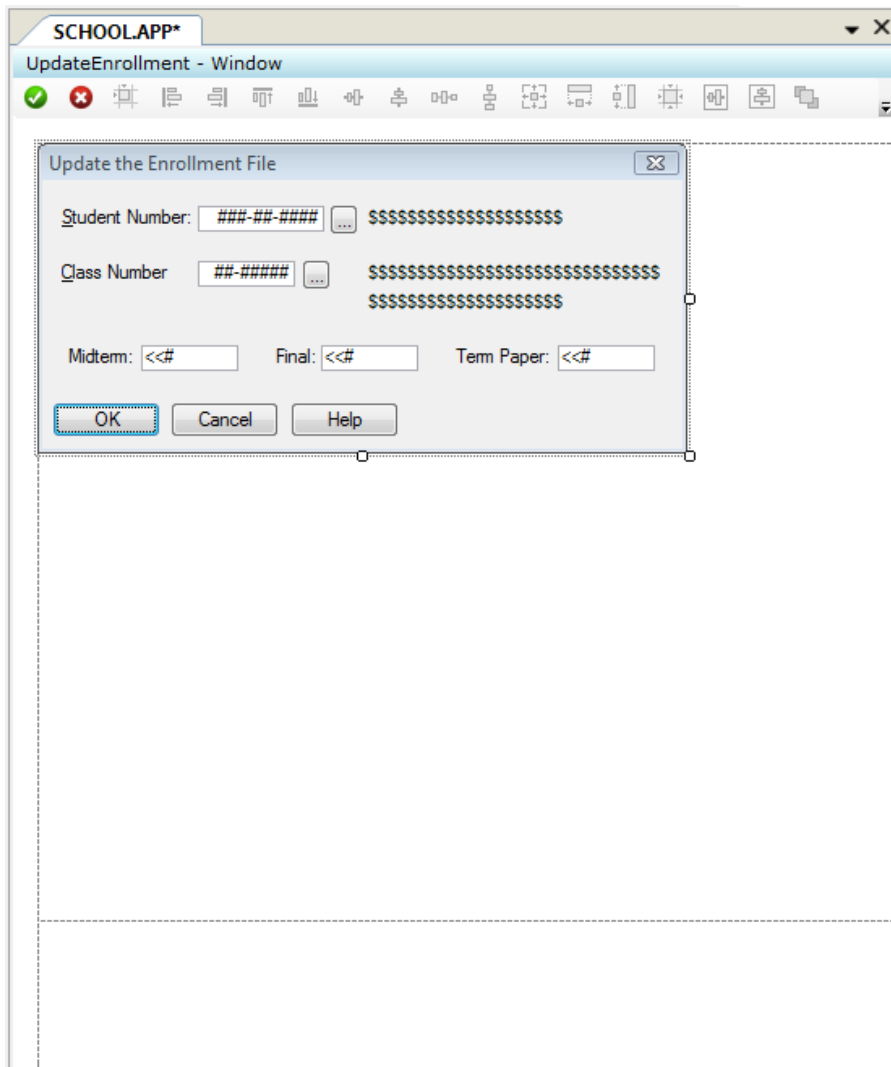 SCHOOL.APP*
UpdateEnrollment - Window
Update the Enrollment File
Student Number: ###-##-#### ... $$$$$$$$$$$$$$$$$$$$
Class Number ##-##### ... $$$$$$$$$$$$$$$$$$$$$$$$$$$$$$
$$$$$$$$$$$$$$$$$$$$
Midterm: <<# Final: <<# Term Paper: <<#
OK Cancel Help